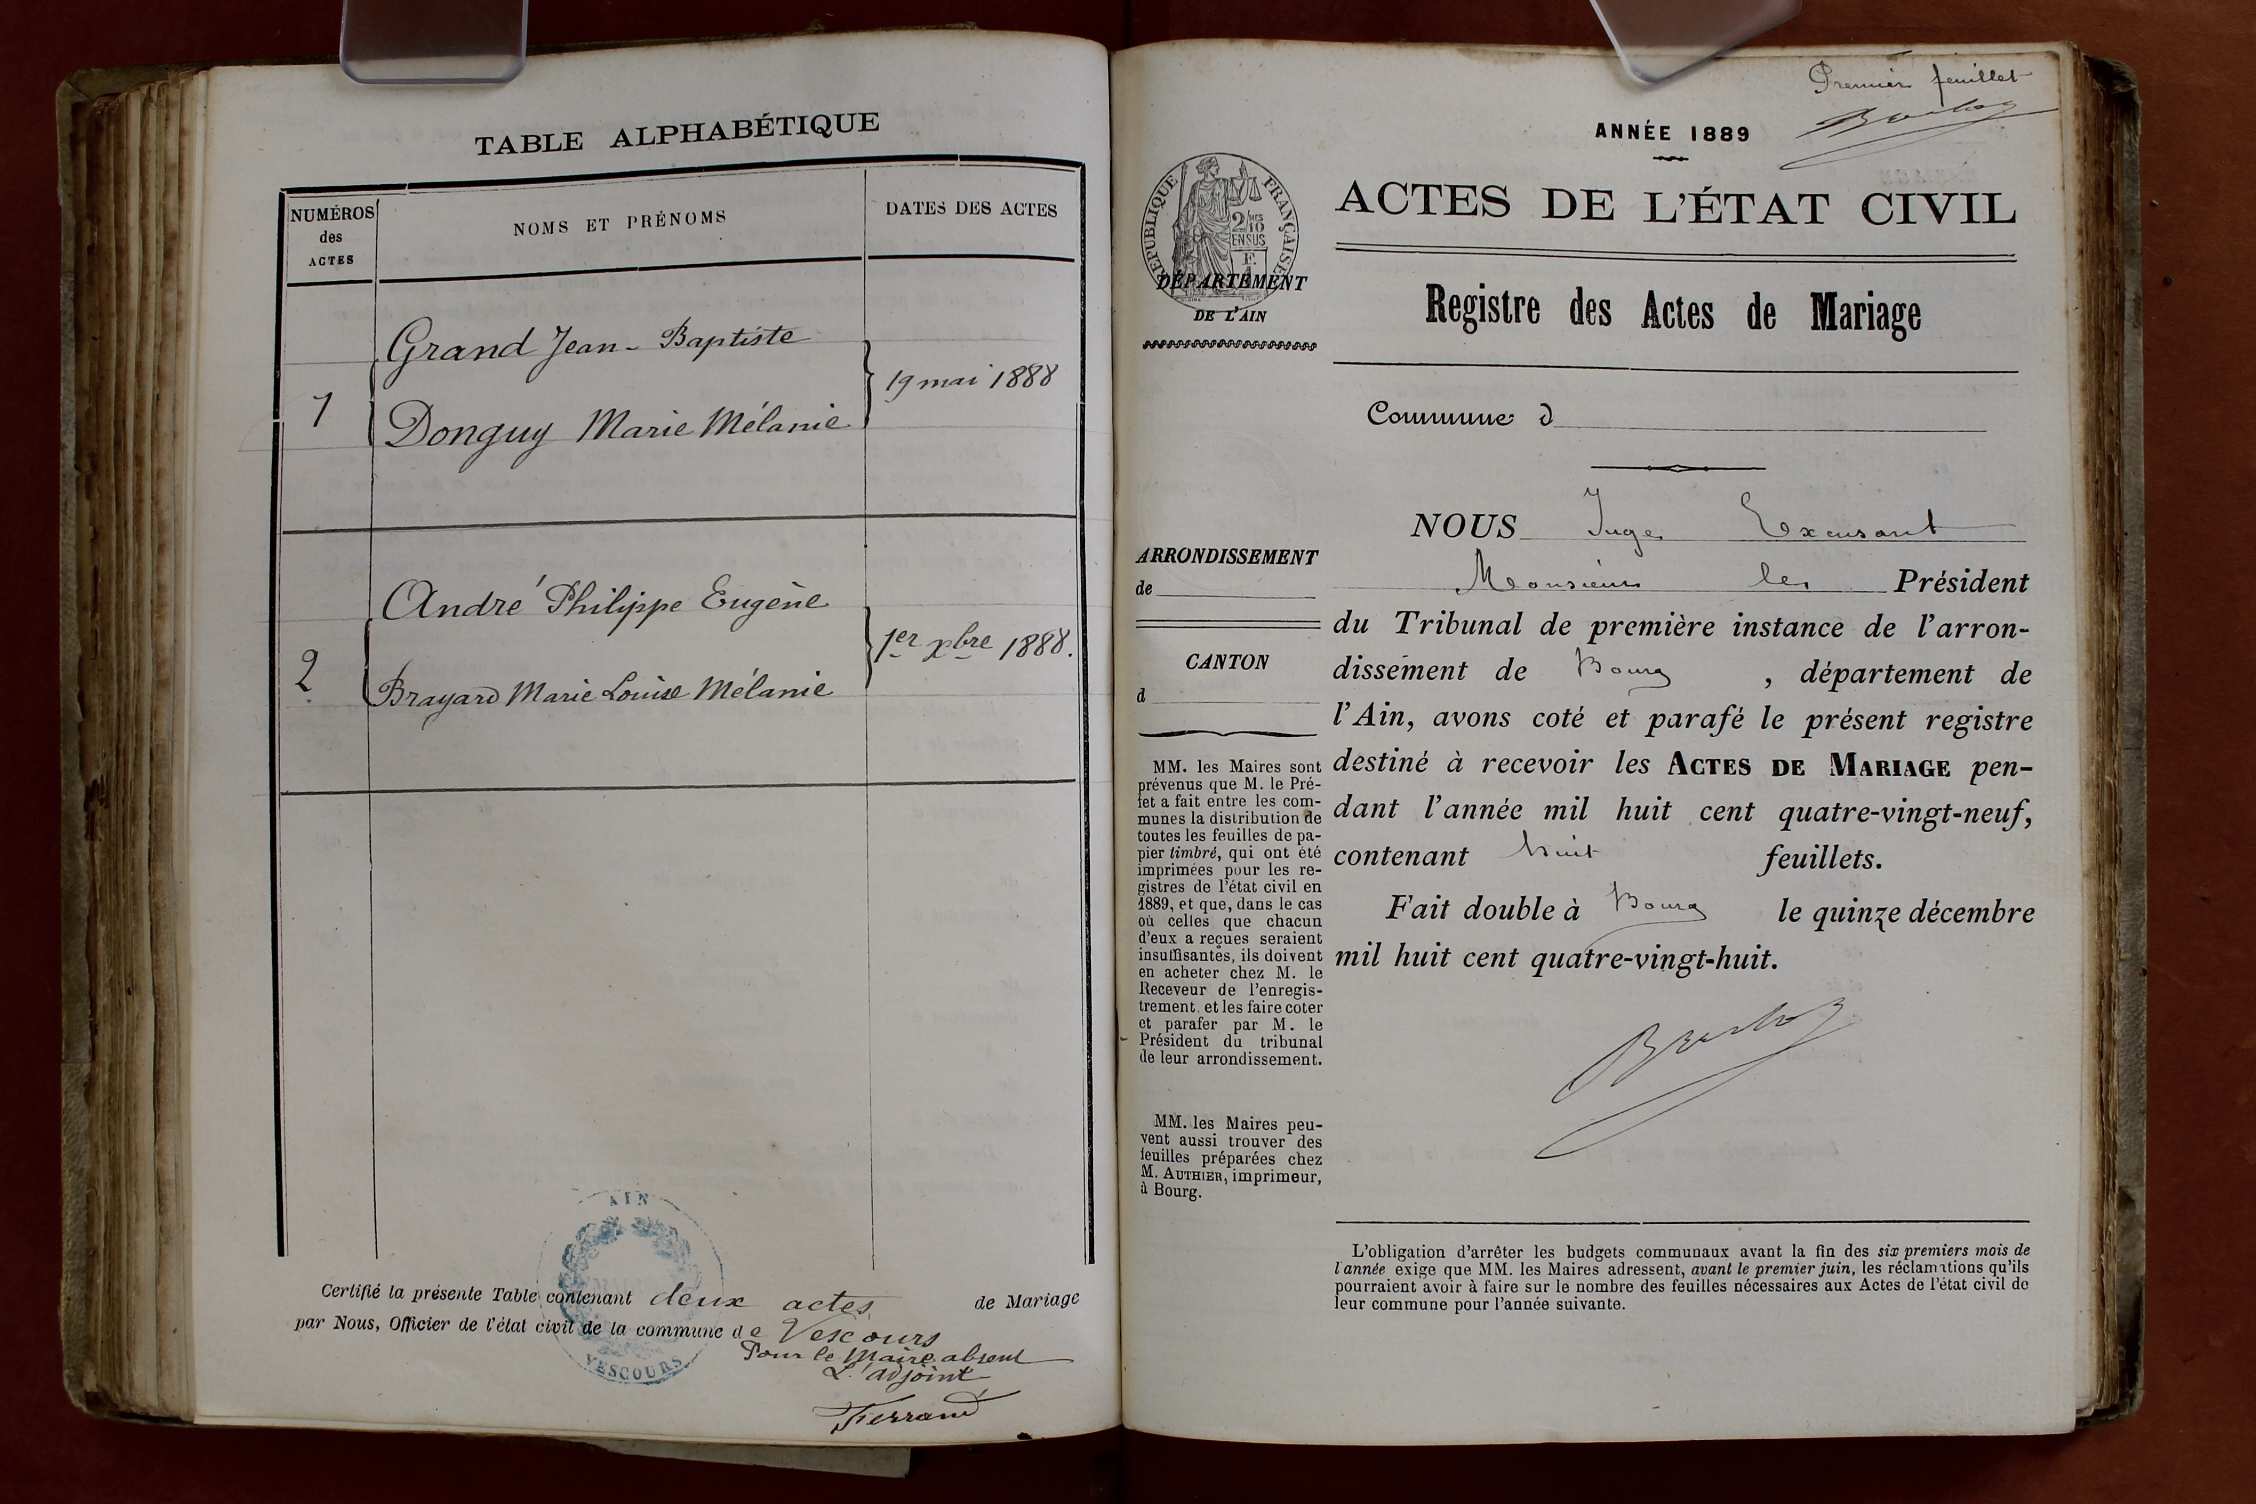 TABLE ALPHABÉTIQUE
NUMÉROS
des
ACTES
NOMS ET PRÉNOMS
DATES DES ACTES
1
Grand Jean-Baptiste
Donguy Marie Mélanie
19 mai 1888
2
André Philippe Eugène
Brayard Marie Louise Mélanie
1er xbre 1888.
Certifié la présente Table contenant deux actes de Mariage
par Nous, Officier de l'état civil de la commune de Vescours
Pour le Maire absent
L'adjoint
Ferrand
AIN
VESCOURS
Premier feuillet
ANNÉE 1889
RÉPUBLIQUE FRANÇAISE
2/10
EN SUS
ACTES DE L'ÉTAT CIVIL
DÉPARTEMENT
DE L'AIN
Registre des Actes de Mariage
Commune d
ARRONDISSEMENT
de
CANTON
d
MM. les Maires sont
prévenus que M. le Pré-
fet a fait entre les com-
munes la distribution de
toutes les feuilles de pa-
pier timbré, qui ont été
imprimées pour les re-
gistres de l'état civil en
1889, et que, dans le cas
où celles que chacun
d'eux a reçues seraient
insuffisantes, ils doivent
en acheter chez M. le
Receveur de l'enregis-
trement, et les faire coter
et parafer par M. le
Président du tribunal
de leur arrondissement.
MM. les Maires peu-
vent aussi trouver des
feuilles préparées chez
M. AUTHIER, imprimeur,
à Bourg.
NOUS Juge Excusant
Monsieur le Président
du Tribunal de première instance de l'arron-
dissement de Bourg, département de
l'Ain, avons coté et parafé le présent registre
destiné à recevoir les ACTES DE MARIAGE pen-
dant l'année mil huit cent quatre-vingt-neuf,
contenant huit feuillets.
Fait double à Bourg le quinze décembre
mil huit cent quatre-vingt-huit.
L'obligation d'arrêter les budgets communaux avant la fin des six premiers mois de
l'année exige que MM. les Maires adressent, avant le premier juin, les réclamations qu'ils
pourraient avoir à faire sur le nombre des feuilles nécessaires aux Actes de l'état civil de
leur commune pour l'année suivante.